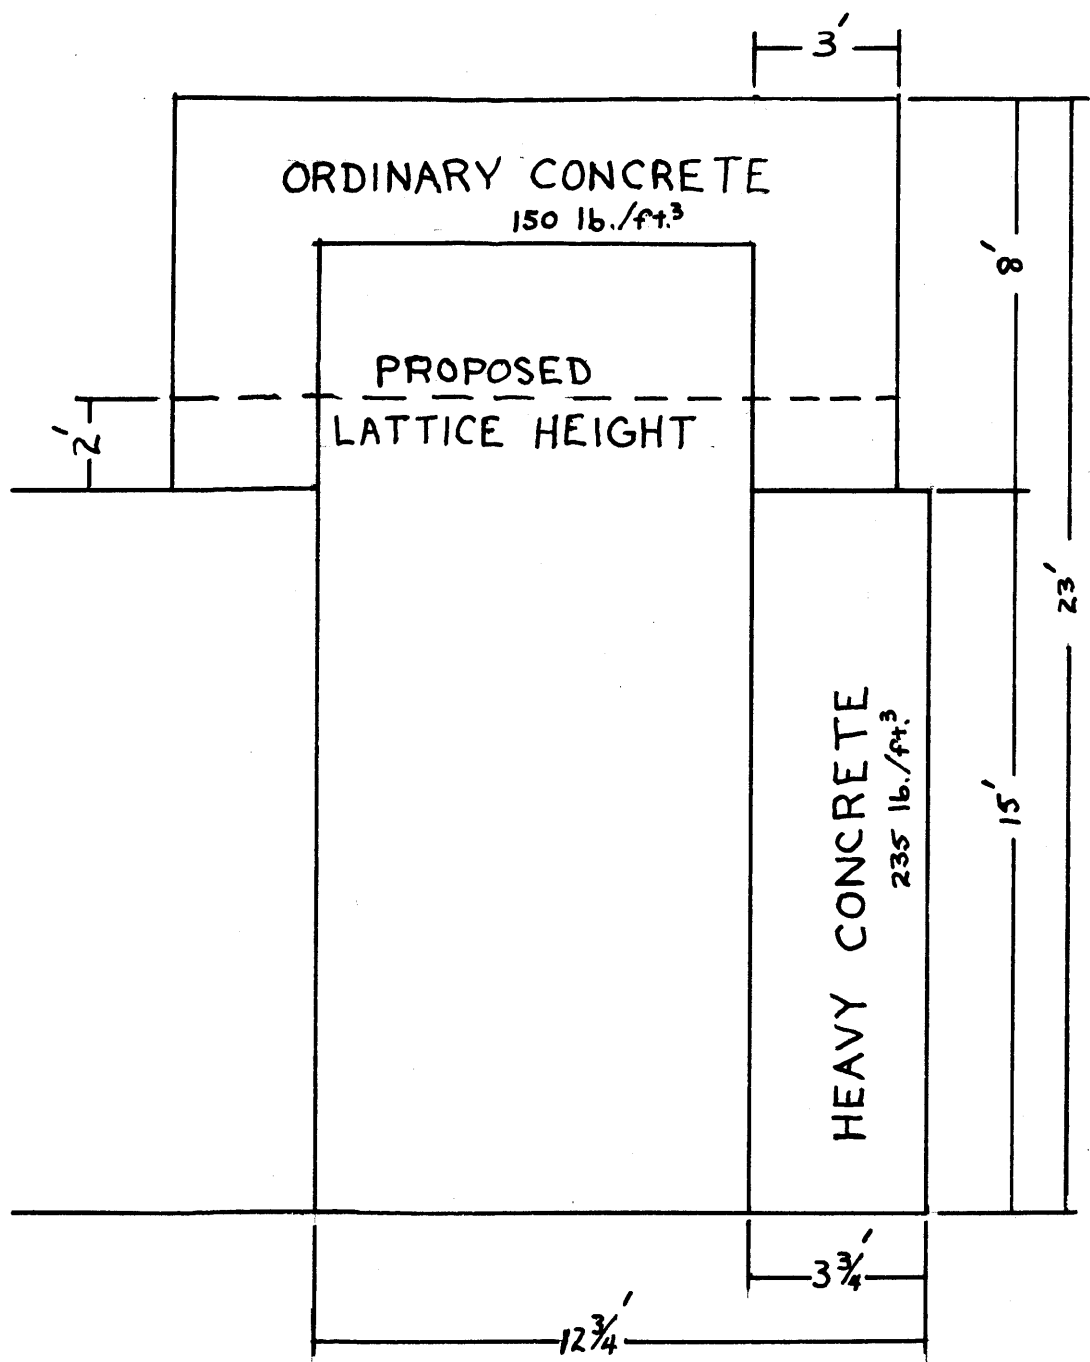 3'
ORDINARY CONCRETE
150 lb./ft.³
8'
PROPOSED
LATTICE HEIGHT
2'
23'
HEAVY CONCRETE
235 lb./ft.³
15'
3¾'
12¾'